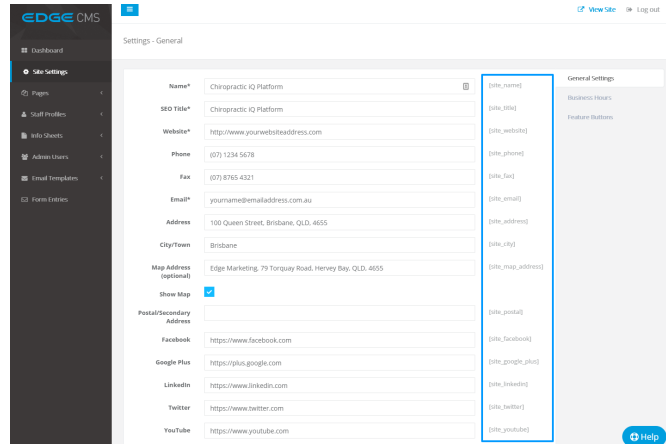 EDGE CMS
View Site
Log out
Settings - General
Dashboard
Site Settings
Pages
Staff Profiles
Info Sheets
Admin Users
Email Templates
Form Entries
Name* Chiropractic iQ Platform [site_name]
SEO Title* Chiropractic iQ Platform [site_title]
Website* http://www.yourwebsiteaddress.com [site_website]
Phone (07) 1234 5678 [site_phone]
Fax (07) 8765 4321 [site_fax]
Email* yourname@emailaddress.com.au [site_email]
Address 100 Queen Street, Brisbane, QLD, 4655 [site_address]
City/Town Brisbane [site_city]
Map Address Edge Marketing, 79 Torquay Road, Hervey Bay, QLD, 4655 [site_map_address]
(optional)
Show Map
Postal/Secondary [site_postal]
Address
Facebook https://www.facebook.com [site_facebook]
Google Plus https://plus.google.com [site_google_plus]
LinkedIn https://www.linkedin.com [site_linkedin]
Twitter https://www.twitter.com [site_twitter]
YouTube https://www.youtube.com [site_youtube]
General Settings
Business Hours
Feature Buttons
Help